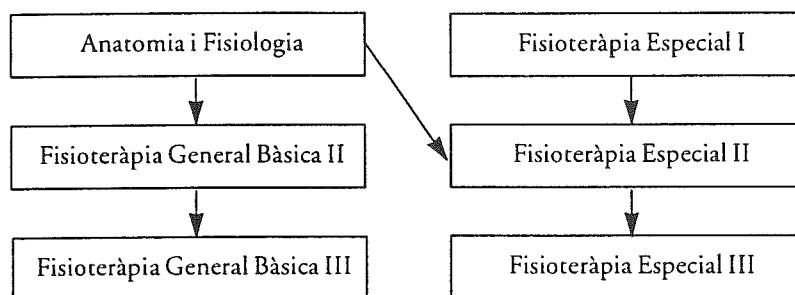 Anatomia i Fisiologia
Fisioteràpia Especial I
Fisioteràpia General Bàsica II
Fisioteràpia Especial II
Fisioteràpia General Bàsica III
Fisioteràpia Especial III